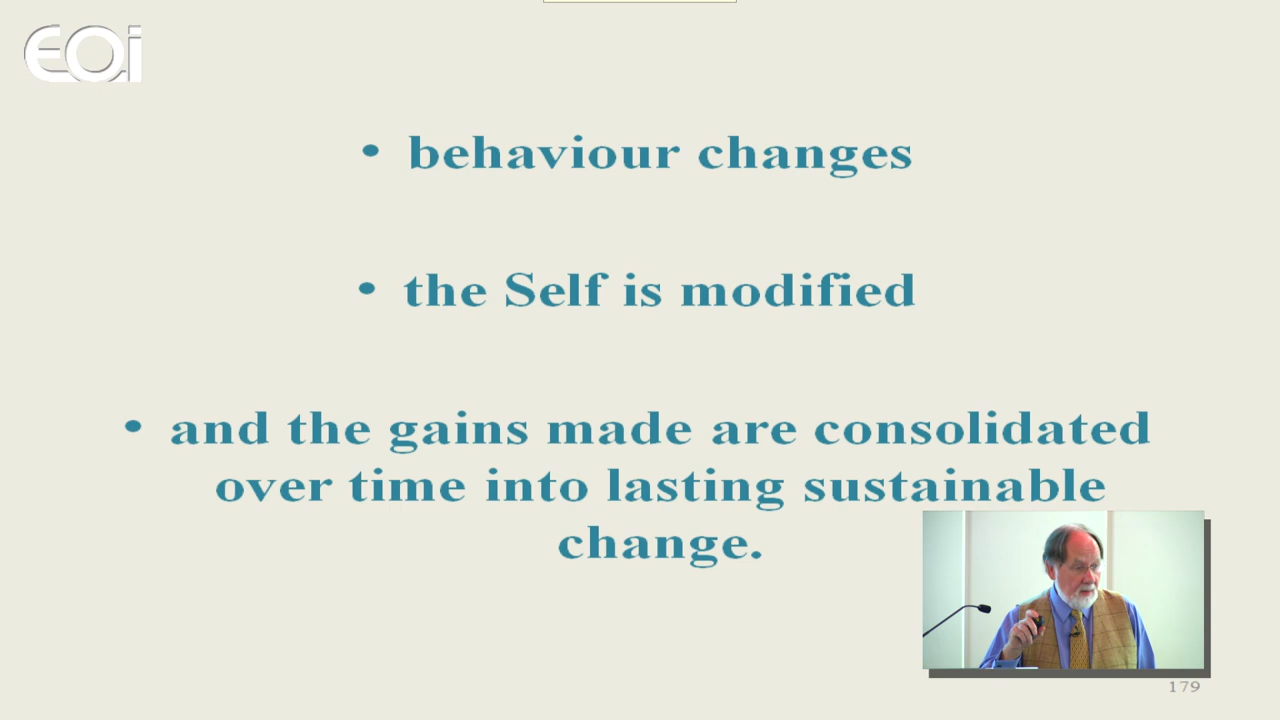 EQi
• behaviour changes
• the Self is modified
• and the gains made are consolidated
over time into lasting sustainable
change.
179